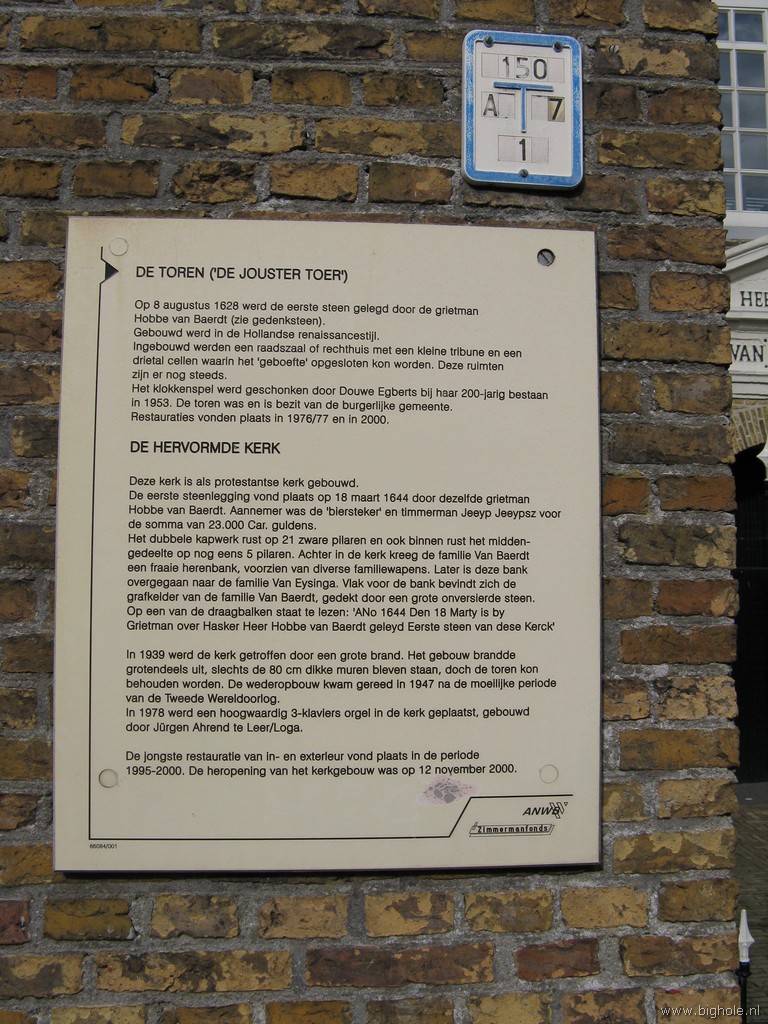 150
A T 7
1
HEE
VAN
DE TOREN ('DE JOUSTER TOER')
Op 8 augustus 1628 werd de eerste steen gelegd door de grietman
Hobbe van Baerdt (zie gedenksteen).
Gebouwd werd in de Hollandse renaissancestijl.
Ingebouwd werden een raadszaal of rechthuis met een kleine tribune en een
drietal cellen waarin het 'geboefte' opgesloten kon worden. Deze ruimten
zijn er nog steeds.
Het klokkenspel werd geschonken door Douwe Egberts bij haar 200-jarig bestaan
in 1953. De toren was en is bezit van de burgerlijke gemeente.
Restauraties vonden plaats in 1976/77 en in 2000.
DE HERVORMDE KERK
Deze kerk is als protestantse kerk gebouwd.
De eerste steenlegging vond plaats op 18 maart 1644 door dezelfde grietman
Hobbe van Baerdt. Aannemer was de 'biersteker' en timmerman Jeeyp Jeeypsz voor
de somma van 23.000 Car. guldens.
Het dubbele kapwerk rust op 21 zware pilaren en ook binnen rust het midden-
gedeelte op nog eens 5 pilaren. Achter in de kerk kreeg de familie Van Baerdt
een fraaie herenbank, voorzien van diverse familiewapens. Later is deze bank
overgegaan naar de familie Van Eysinga. Vlak voor de bank bevindt zich de
grafkelder van de familie Van Baerdt, gedekt door een grote onversierde steen.
Op een van de draagbalken staat te lezen: 'ANo 1644 Den 18 Marty is by
Grietman over Hasker Heer Hobbe van Baerdt geleyd Eerste steen van dese Kerck'
In 1939 werd de kerk getroffen door een grote brand. Het gebouw brandde
grotendeels uit, slechts de 80 cm dikke muren bleven staan, doch de toren kon
behouden worden. De wederopbouw kwam gereed in 1947 na de moeilijke periode
van de Tweede Wereldoorlog.
In 1978 werd een hoogwaardig 3-klaviers orgel in de kerk geplaatst, gebouwd
door Jürgen Ahrend te Leer/Loga.
De jongste restauratie van in- en exterieur vond plaats in de periode
1995-2000. De heropening van het kerkgebouw was op 12 november 2000.
ANWB
Zimmermanfonds
66084/001
www.bighole.nl